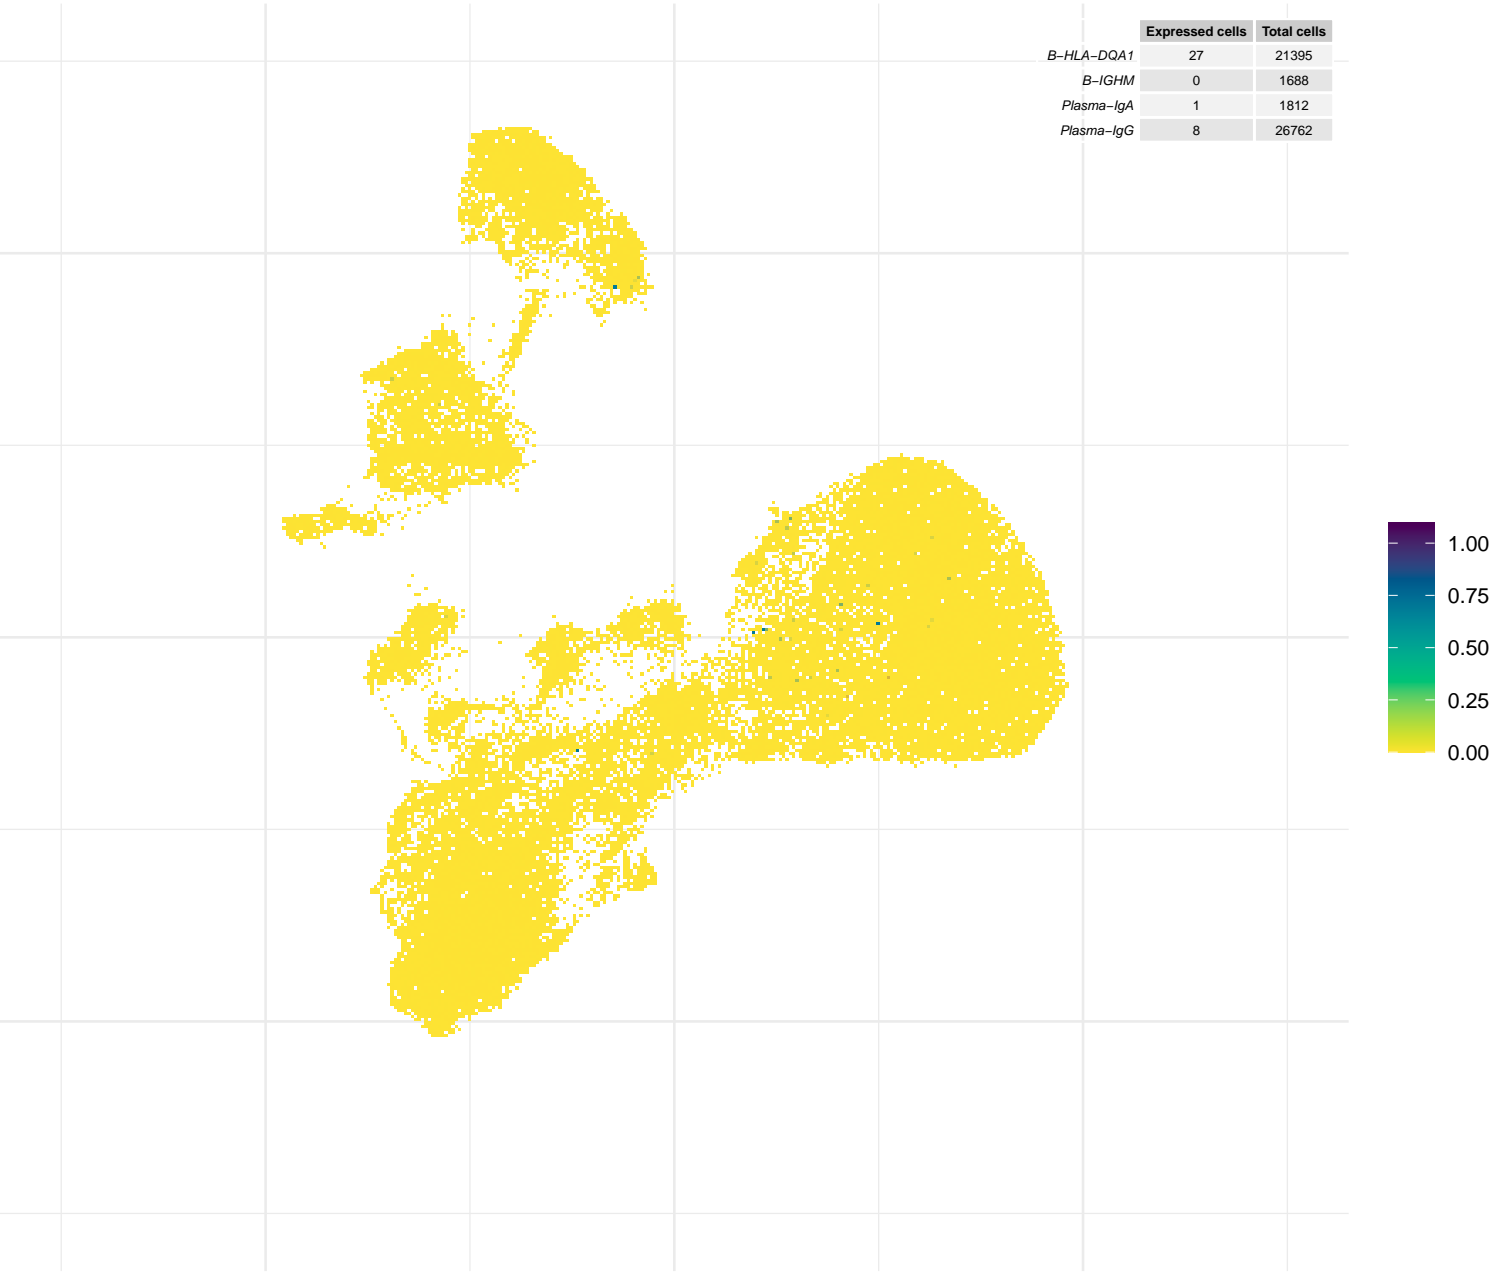 Expressed cells Total cells
B−HLA−DQA1 27 21395
B−IGHM 0 1688
Plasma−IgA 1 1812
Plasma−IgG 8 26762
1.00
0.75
0.50
0.25
0.00